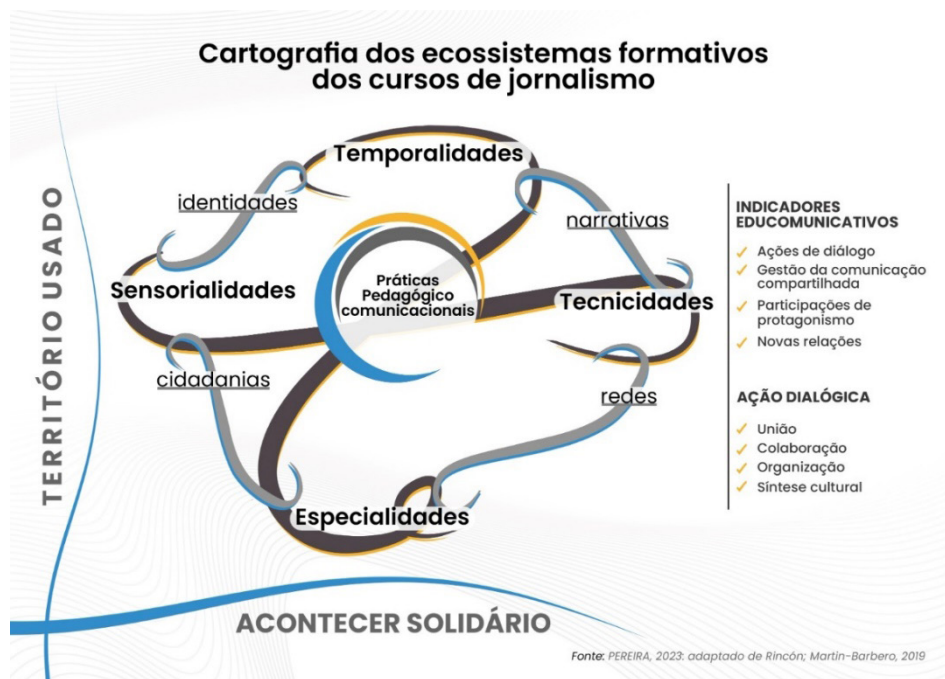 Cartografia dos ecossistemas formativos
dos cursos de jornalismo
TERRITÓRIO USADO
Temporalidades
identidades
narrativas
Sensorialidades
Práticas
Pedagógico
comunicacionais
Tecnicidades
cidadanias
redes
Especialidades
INDICADORES
EDUCOMUNICATIVOS
✓ Ações de diálogo
✓ Gestão da comunicação
compartilhada
✓ Participações de
protagonismo
✓ Novas relações
AÇÃO DIALÓGICA
✓ União
✓ Colaboração
✓ Organização
✓ Síntese cultural
ACONTECER SOLIDÁRIO
Fonte: PEREIRA, 2023: adaptado de Rincón; Martin-Barbero, 2019